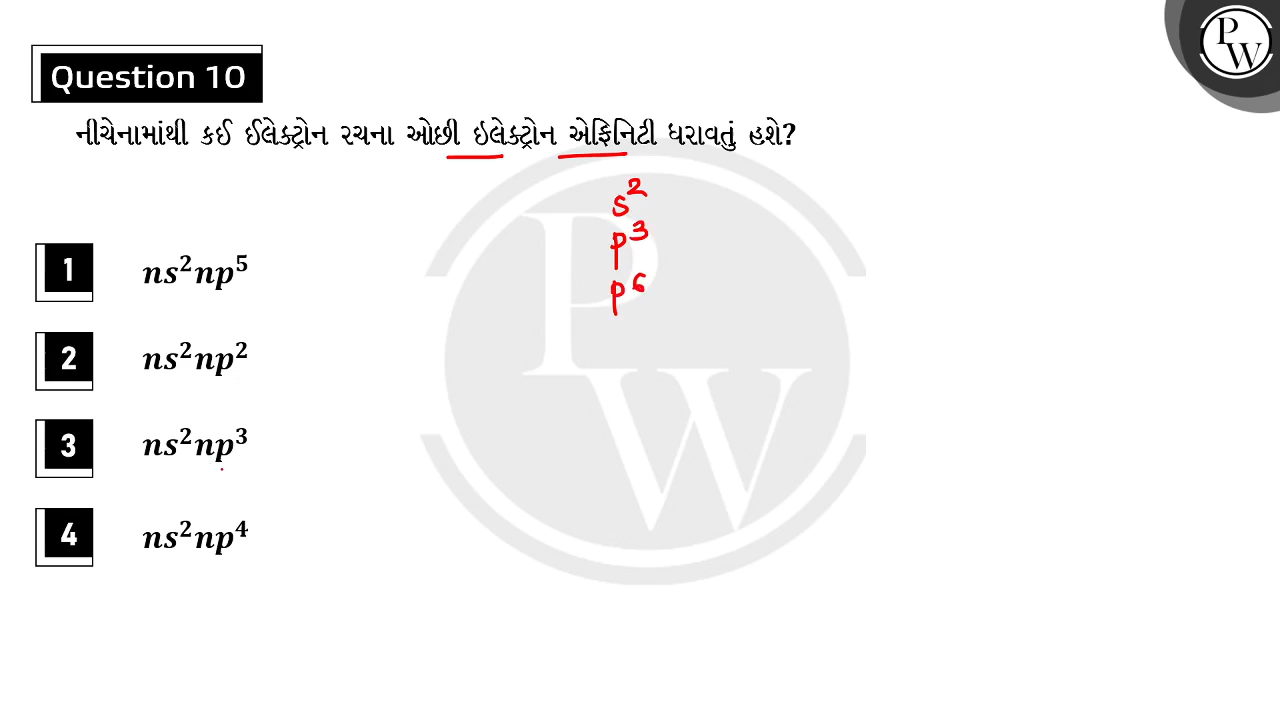 PW
Question 10
નીચેનામાંથી કઈ ઈલેક્ટ્રોન રચના ઓછી ઇલેક્ટ્રોન એફિનિટી ધરાવતું હશે?
s²
p³
p⁶
1 ns²np⁵
2 ns²np²
3 ns²np³
4 ns²np⁴
PW